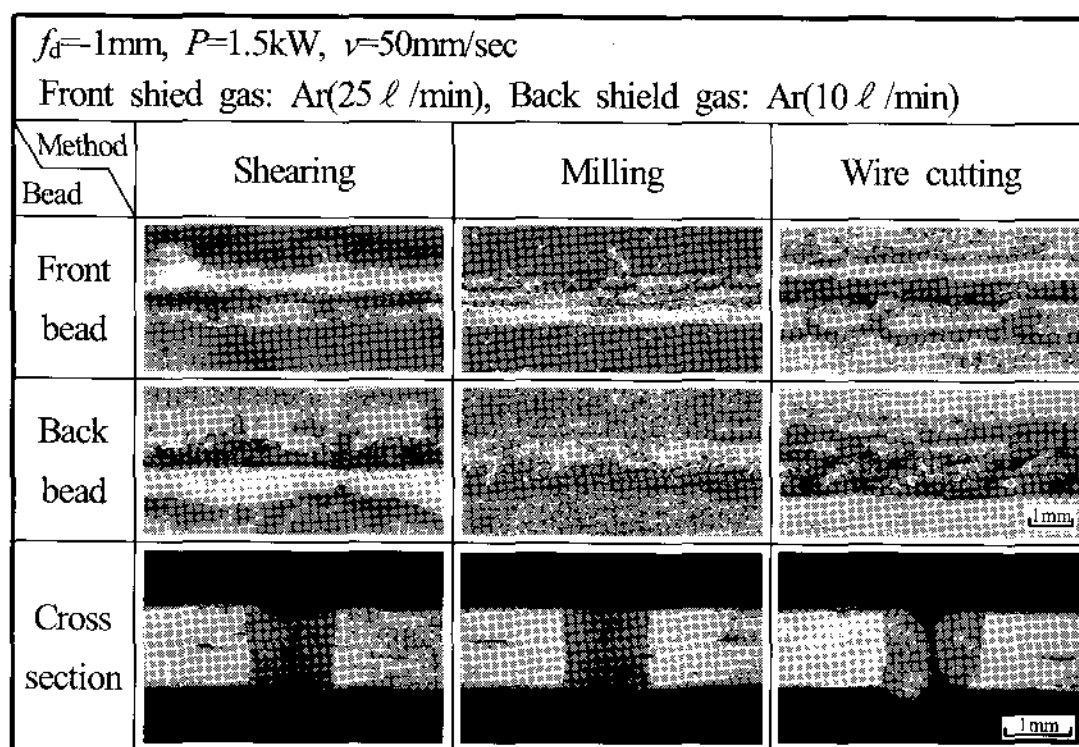 f_d=-1mm, P=1.5kW, ν=50mm/sec
Front shied gas: Ar(25 ℓ/min), Back shield gas: Ar(10 ℓ/min)
Method
Bead
Shearing
Milling
Wire cutting
Front
bead
Back
bead
1mm
Cross
section
1mm